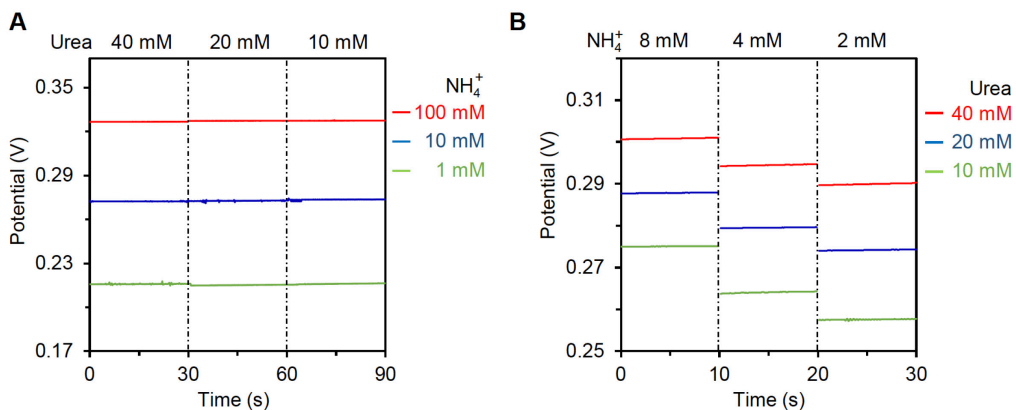 A
Urea 40 mM 20 mM 10 mM
Potential (V)
0.35
0.29
0.23
0.17
0 30 60 90
Time (s)
NH₄⁺
100 mM
10 mM
1 mM
B
NH₄⁺ 8 mM 4 mM 2 mM
Potential (V)
0.31
0.29
0.27
0.25
0 10 20 30
Time (s)
Urea
40 mM
20 mM
10 mM